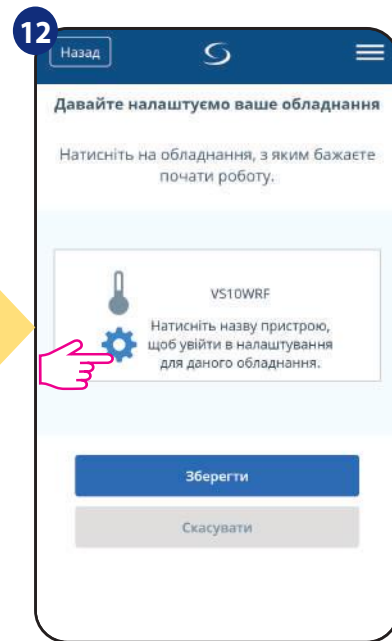 12
Назад
Давайте налаштуємо ваше обладнання
Натисніть на обладнання, з яким бажаєте
почати роботу.
VS10WRF
Натисніть назву пристрою,
щоб увійти в налаштування
для даного обладнання.
Зберегти
Скасувати